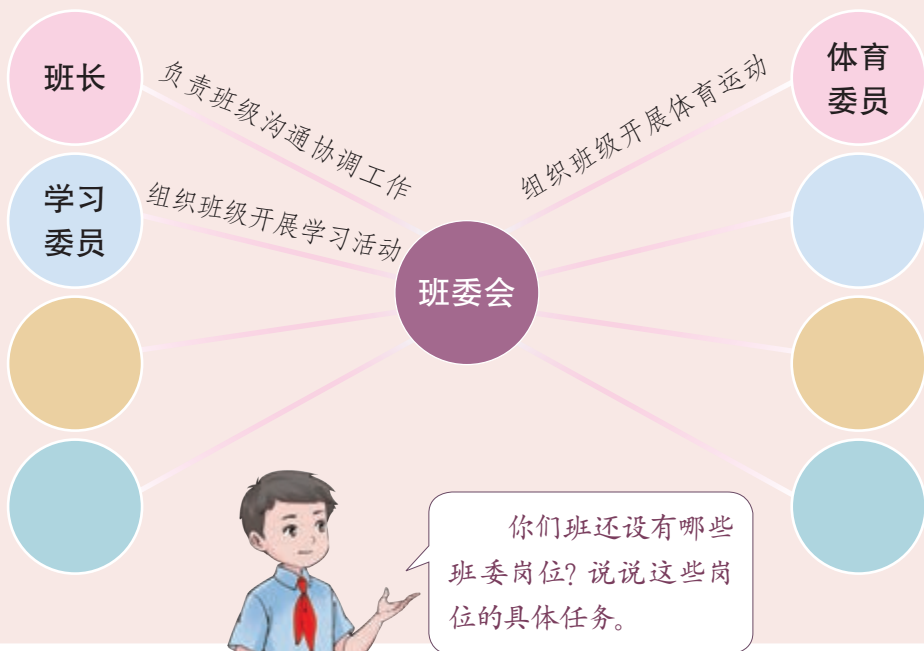 班长
负责班级沟通协调工作
体育
委员
组织班级开展体育运动
学习
委员
组织班级开展学习活动
班委会
你们班还设有哪些
班委岗位？说说这些岗
位的具体任务。